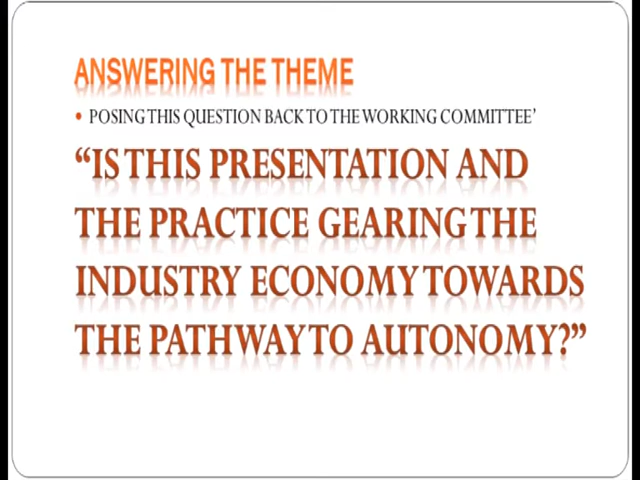 ANSWERING THE THEME
• POSING THIS QUESTION BACK TO THE WORKING COMMITTEE’
“IS THIS PRESENTATION AND
THE PRACTICE GEARING THE
INDUSTRY ECONOMY TOWARDS
THE PATHWAY TO AUTONOMY?”